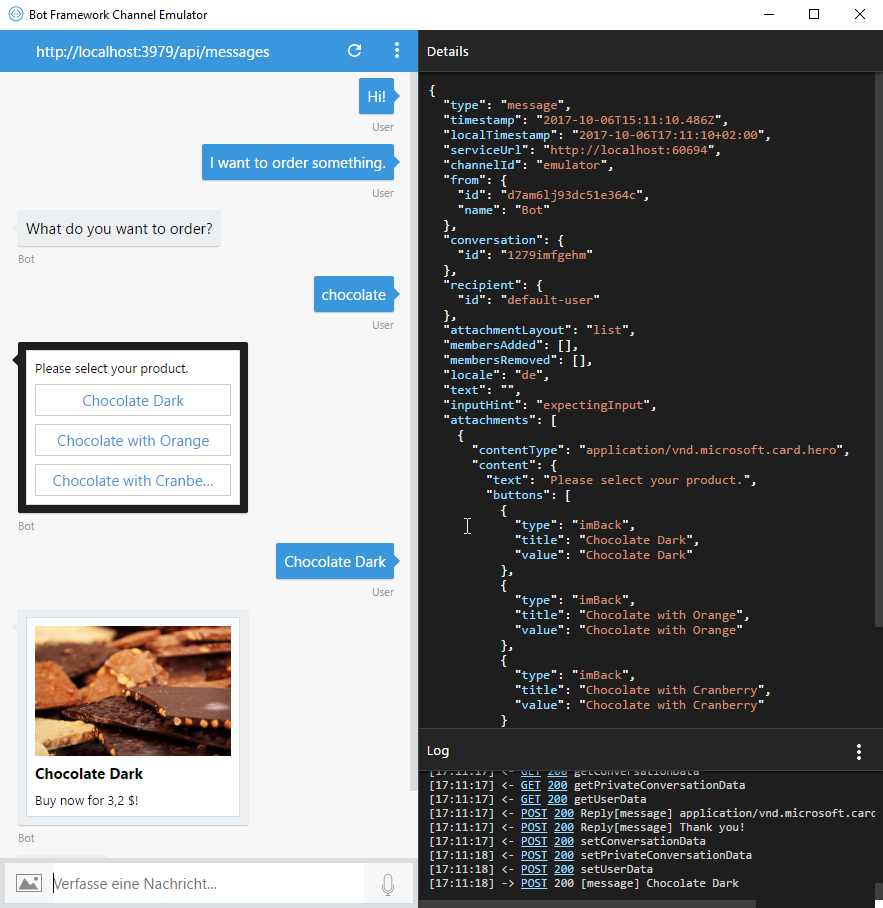 Bot Framework Channel Emulator
http://localhost:3979/api/messages
Hi!
User
I want to order something.
User
What do you want to order?
Bot
chocolate
User
Please select your product.
Chocolate Dark
Chocolate with Orange
Chocolate with Cranbe...
Bot
Chocolate Dark
User
Chocolate Dark
Buy now for 3,2 $!
Bot
Verfasse eine Nachricht...
Details
{
"type": "message",
"timestamp": "2017-10-06T15:11:10.486Z",
"localTimestamp": "2017-10-06T17:11:10+02:00",
"serviceUrl": "http://localhost:60694",
"channelId": "emulator",
"from": {
"id": "d7am6lj93dc51e364c",
"name": "Bot"
},
"conversation": {
"id": "1279imfgehm"
},
"recipient": {
"id": "default-user"
},
"attachmentLayout": "list",
"membersAdded": [],
"membersRemoved": [],
"locale": "de",
"text": "",
"inputHint": "expectingInput",
"attachments": [
{
"contentType": "application/vnd.microsoft.card.hero",
"content": {
"text": "Please select your product.",
"buttons": [
{
"type": "imBack",
"title": "Chocolate Dark",
"value": "Chocolate Dark"
},
{
"type": "imBack",
"title": "Chocolate with Orange",
"value": "Chocolate with Orange"
},
{
"type": "imBack",
"title": "Chocolate with Cranberry",
"value": "Chocolate with Cranberry"
}
Log
[17:11:17] <- GET 200 getConversationData
[17:11:17] <- GET 200 getPrivateConversationData
[17:11:17] <- GET 200 getUserData
[17:11:17] <- POST 200 Reply[message] application/vnd.microsoft.card
[17:11:17] <- POST 200 Reply[message] Thank you!
[17:11:17] <- POST 200 setConversationData
[17:11:18] <- POST 200 setPrivateConversationData
[17:11:18] <- POST 200 setUserData
[17:11:18] -> POST 200 [message] Chocolate Dark